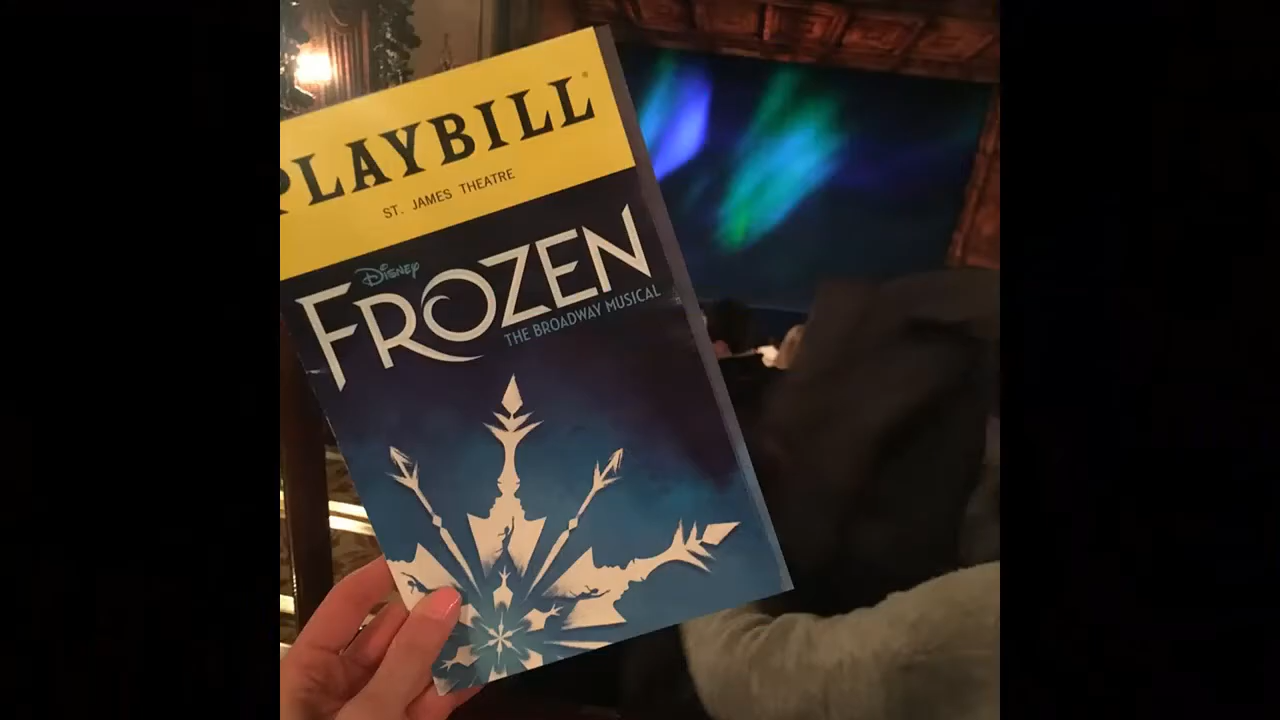 PLAYBILL®
ST. JAMES THEATRE
DISNEY
FROZEN
THE BROADWAY MUSICAL